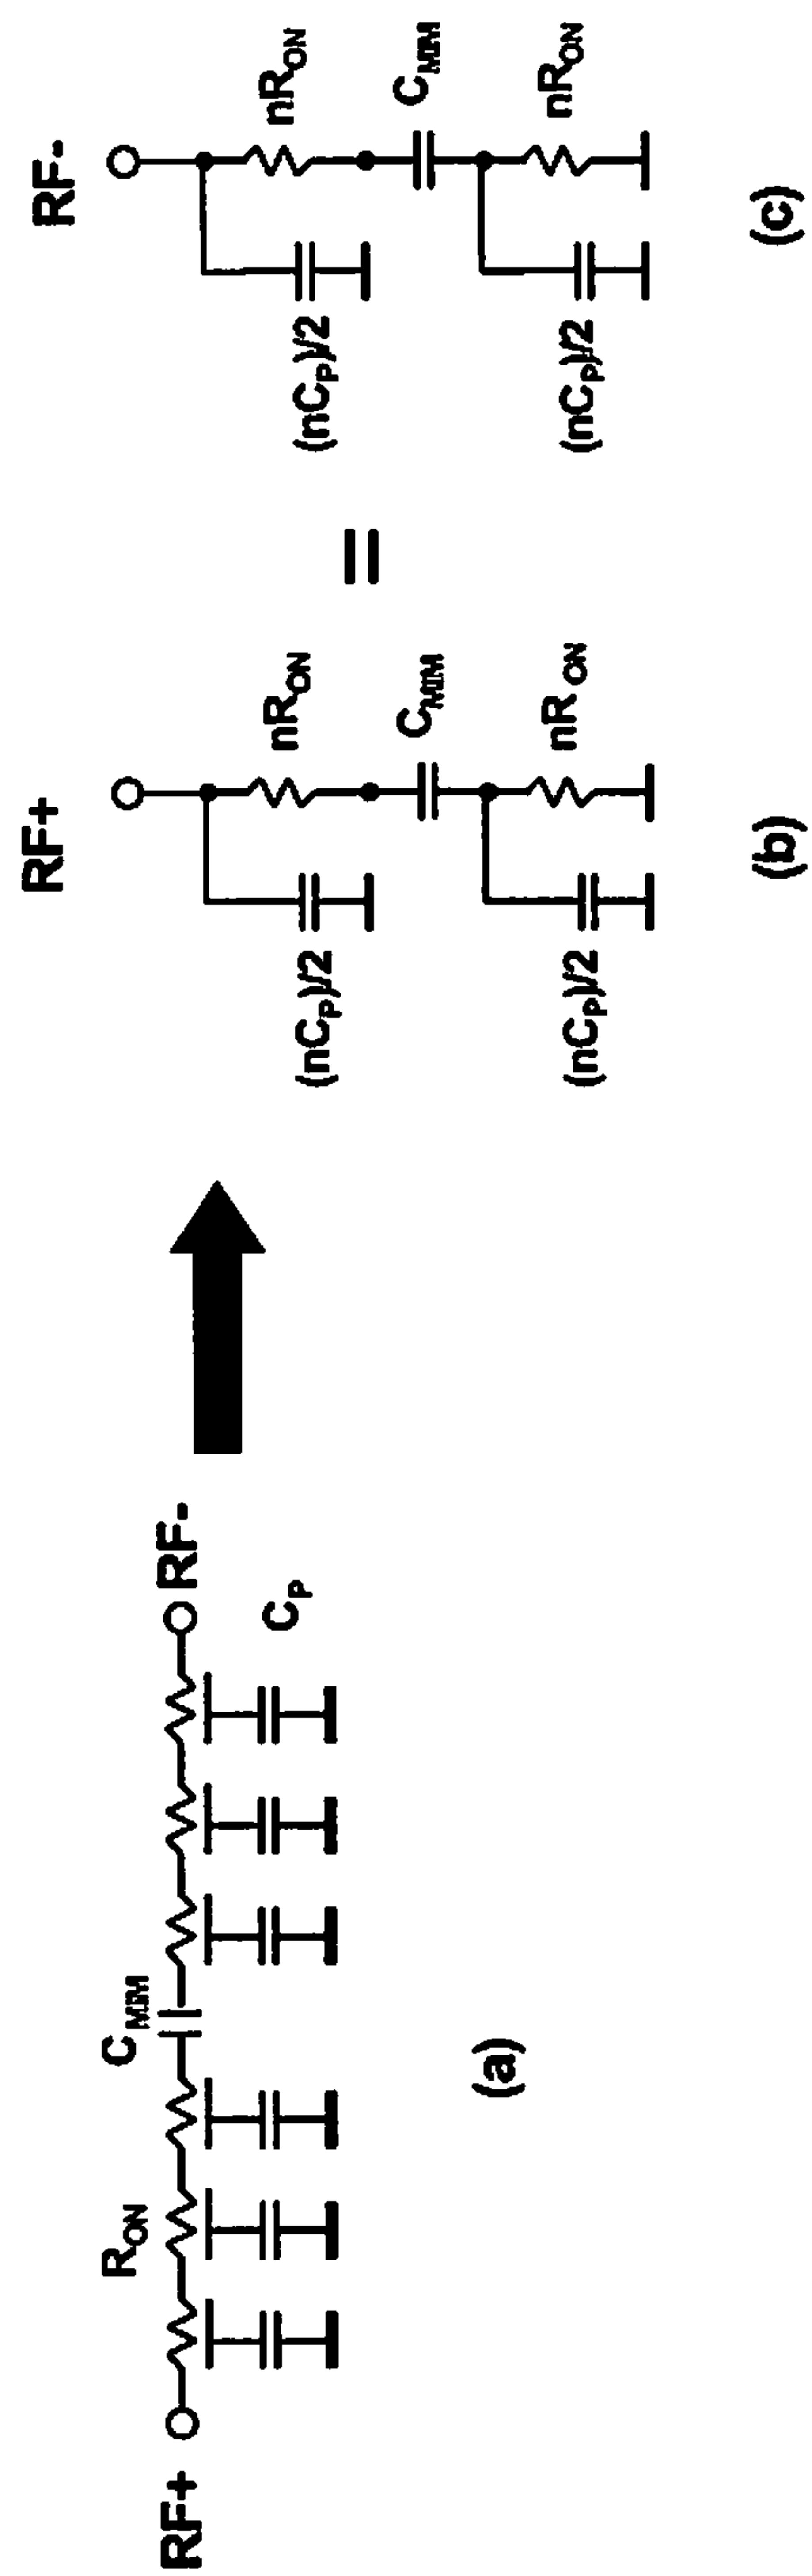 RF+
R_ON
C_MIM
RF-
C_P
(a)
RF+
nR_ON
C_MIM
nR_ON
(nC_P)/2
(nC_P)/2
(b)
=
RF-
nR_ON
C_MIM
nR_ON
(nC_P)/2
(nC_P)/2
(c)